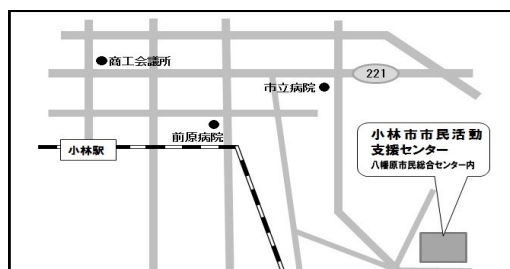 商工会議所
221
市立病院
前原病院
小林駅
小林市市民活動
支援センター
八幡原市民総合センター内